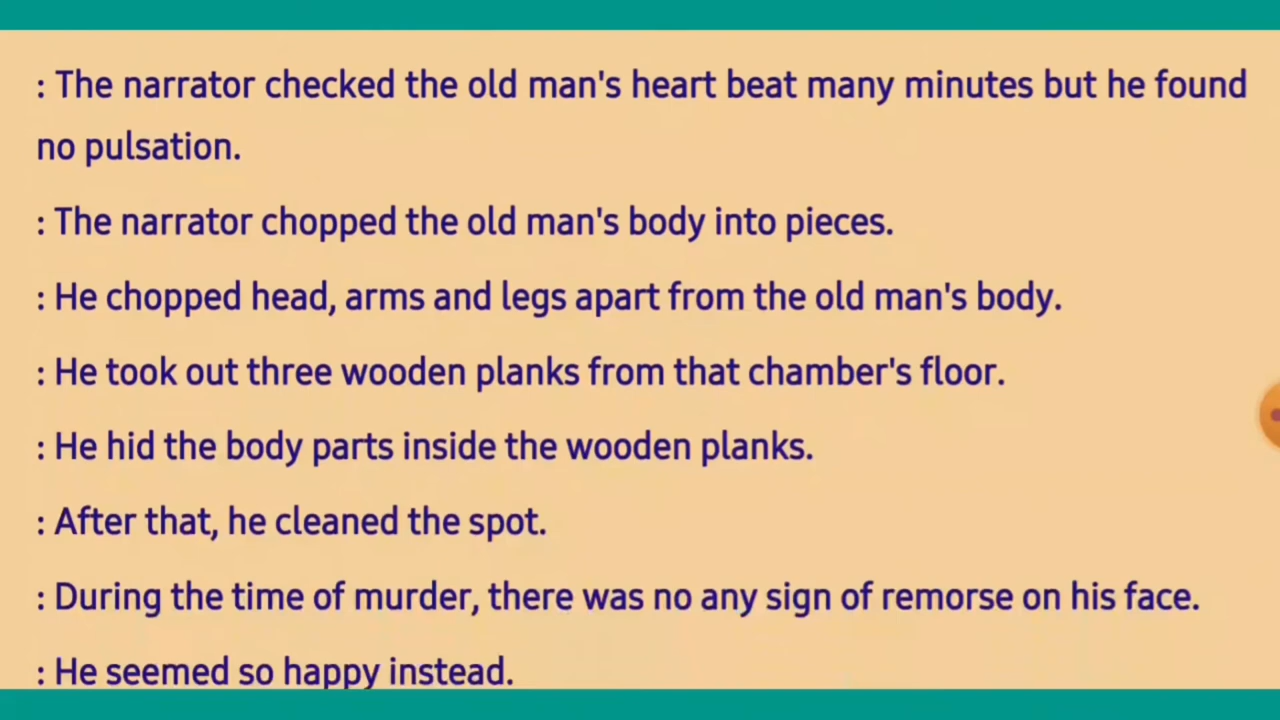 : The narrator checked the old man's heart beat many minutes but he found
no pulsation.
: The narrator chopped the old man's body into pieces.
: He chopped head, arms and legs apart from the old man's body.
: He took out three wooden planks from that chamber's floor.
: He hid the body parts inside the wooden planks.
: After that, he cleaned the spot.
: During the time of murder, there was no any sign of remorse on his face.
: He seemed so happy instead.